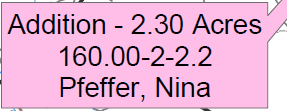 Addition - 2.30 Acres
160.00-2-2.2
Pfeffer, Nina